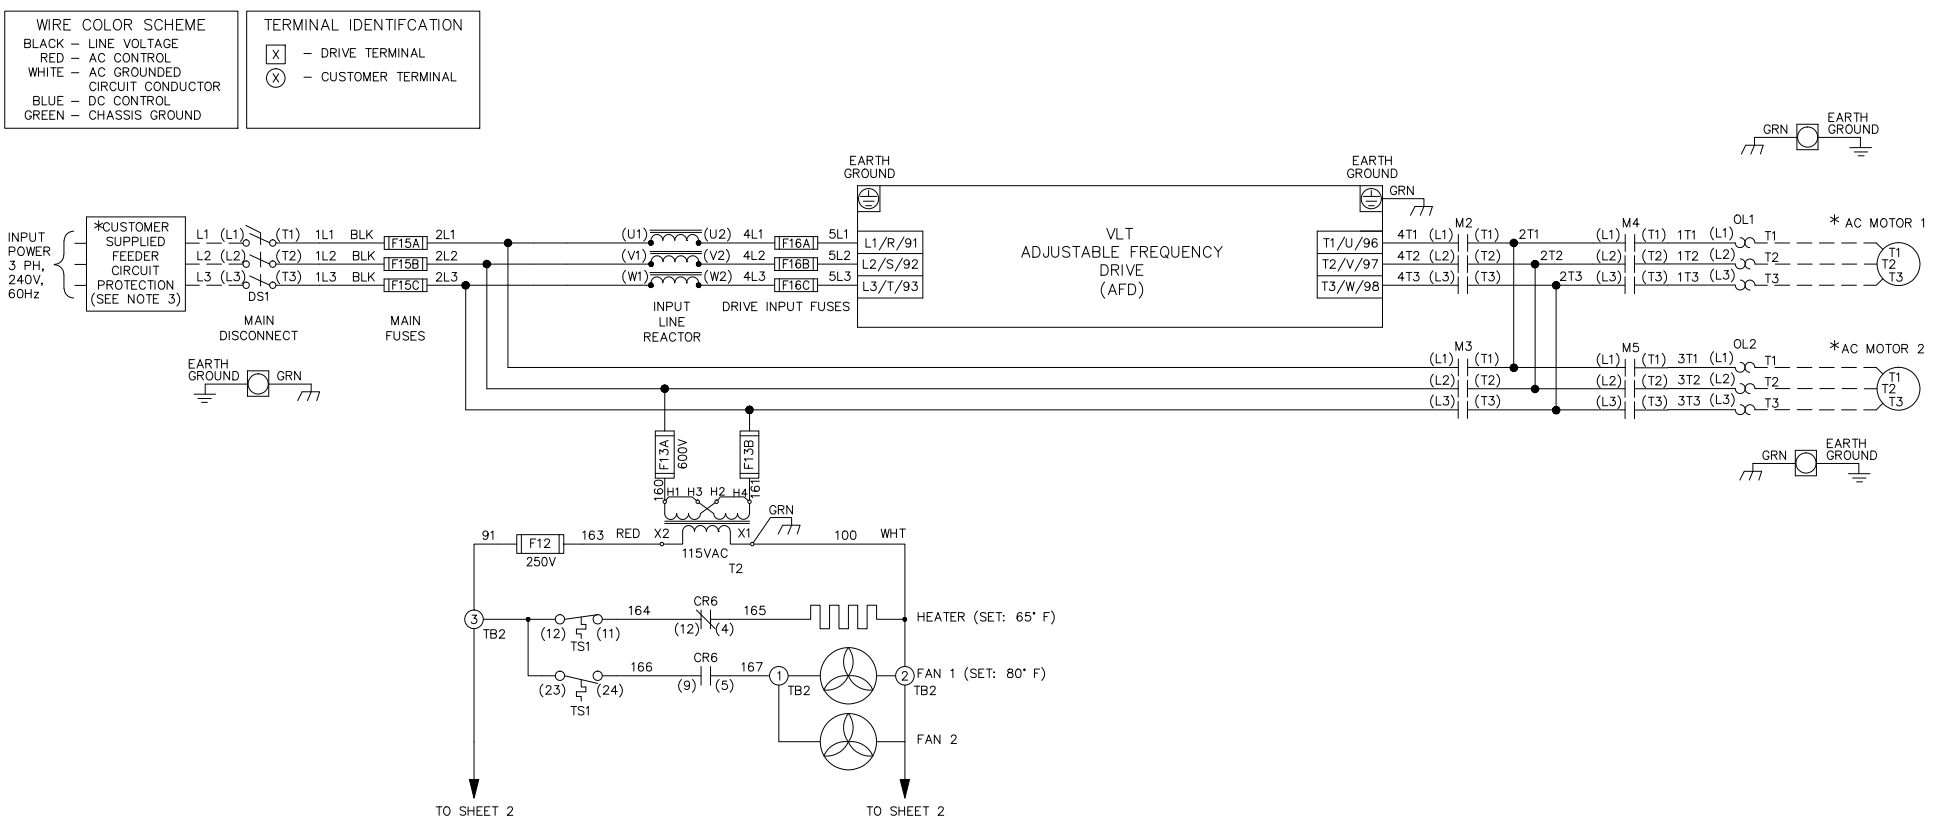 WIRE COLOR SCHEME
BLACK – LINE VOLTAGE
RED – AC CONTROL
WHITE – AC GROUNDED
CIRCUIT CONDUCTOR
BLUE – DC CONTROL
GREEN – CHASSIS GROUND
TERMINAL IDENTIFCATION
X – DRIVE TERMINAL
X – CUSTOMER TERMINAL
GRN
EARTH
GROUND
EARTH
GROUND
EARTH
GROUND
GRN
INPUT
POWER
3 PH,
240V,
60Hz
*CUSTOMER
SUPPLIED
FEEDER
CIRCUIT
PROTECTION
(SEE NOTE 3)
L1 (L1) (T1) 1L1 BLK F15A 2L1
L2 (L2) (T2) 1L2 BLK F15B 2L2
L3 (L3) (T3) 1L3 BLK F15C 2L3
DS1
MAIN
DISCONNECT
MAIN
FUSES
(U1) (U2) 4L1 F16A 5L1 L1/R/91
(V1) (V2) 4L2 F16B 5L2 L2/S/92
(W1) (W2) 4L3 F16C 5L3 L3/T/93
INPUT
LINE
REACTOR
DRIVE INPUT FUSES
VLT
ADJUSTABLE FREQUENCY
DRIVE
(AFD)
M2 M4 OL1
T1/U/96 4T1 (L1) (T1) 2T1 (L1) (T1) 1T1 (L1) T1
T2/V/97 4T2 (L2) (T2) 2T2 (L2) (T2) 1T2 (L2) T2
T3/W/98 4T3 (L3) (T3) 2T3 (L3) (T3) 1T3 (L3) T3
* AC MOTOR 1
T1
T2
T3
M3 M5 OL2
(L1) (T1) (L1) (T1) 3T1 (L1) T1
(L2) (T2) (L2) (T2) 3T2 (L2) T2
(L3) (T3) (L3) (T3) 3T3 (L3) T3
*AC MOTOR 2
T1
T2
T3
EARTH
GROUND GRN
GRN
EARTH
GROUND
F13A
600V
F13B
160
161
H1 H3 H2 H4
GRN
91 F12 163 RED X2 X1 100 WHT
250V
115VAC
T2
3
TB2
(12) (11) 164 CR6 165
TS1
(12) (4)
HEATER (SET: 65° F)
(23) (24) 166 CR6 167
TS1
(9) (5)
1
TB2
2
TB2
FAN 1 (SET: 80° F)
FAN 2
TO SHEET 2
TO SHEET 2